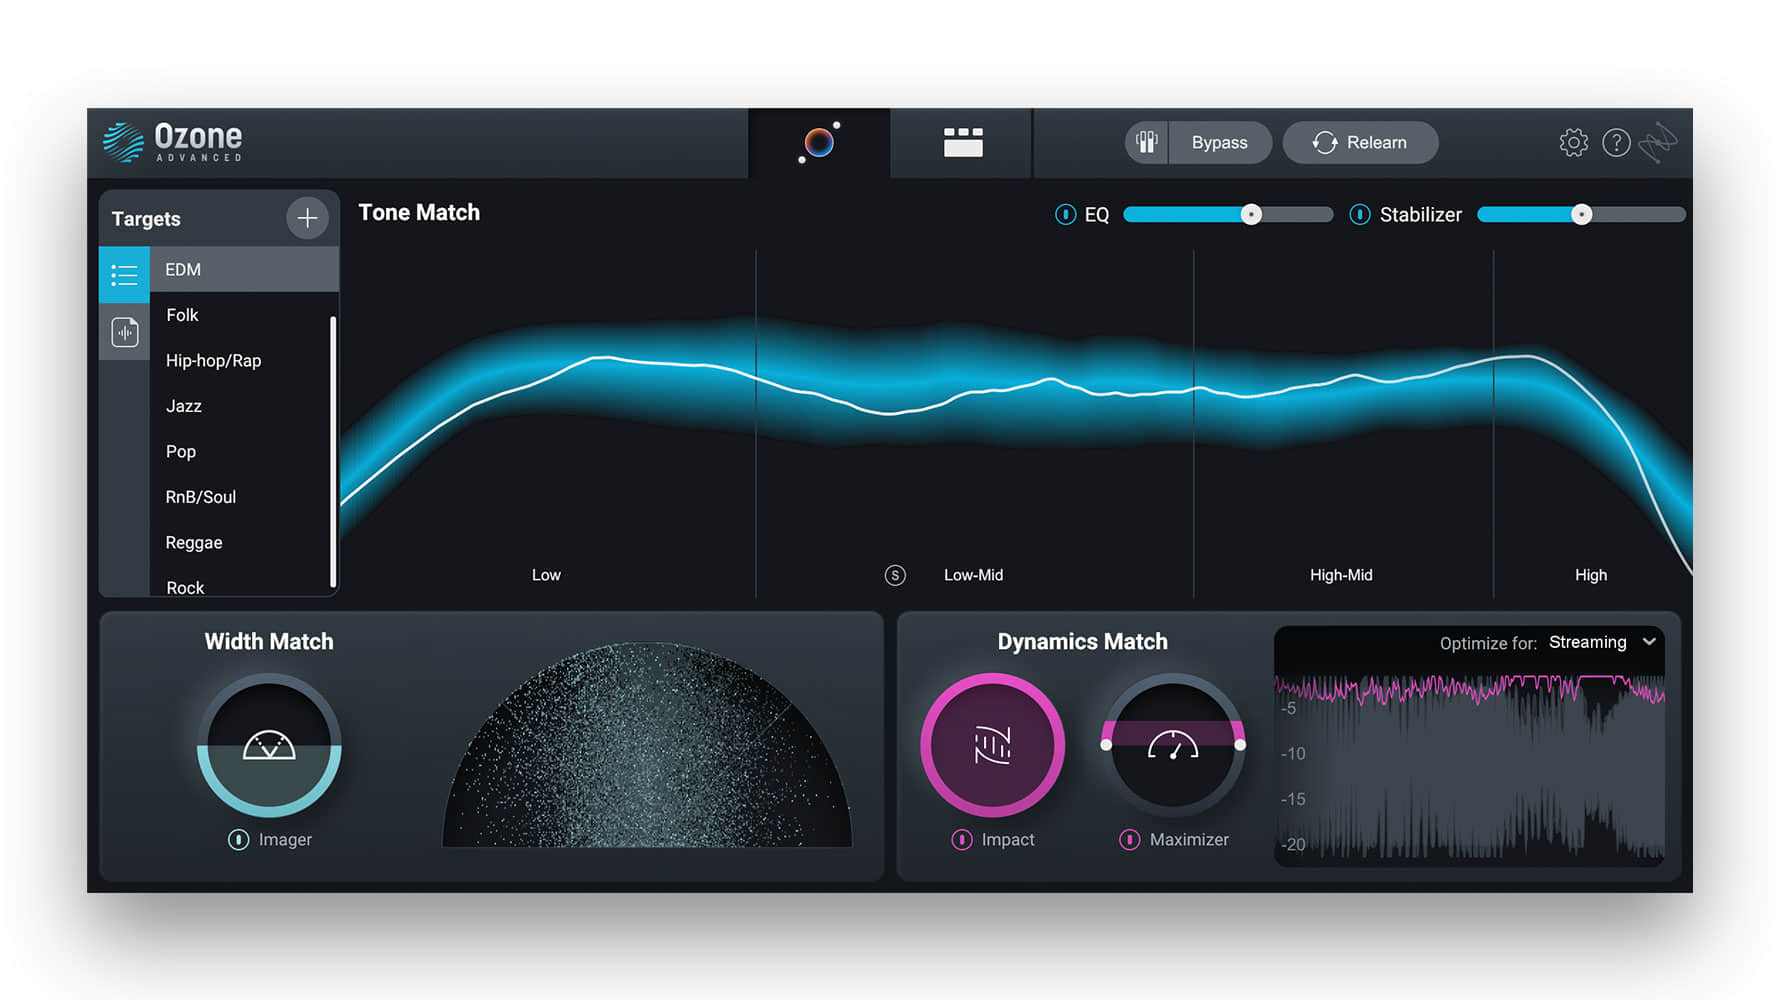 Ozone
ADVANCED
Bypass
Relearn
?
Targets
Tone Match
EQ
Stabilizer
EDM
Folk
Hip-hop/Rap
Jazz
Pop
RnB/Soul
Reggae
Rock
Low
S
Low-Mid
High-Mid
High
Width Match
Imager
Dynamics Match
Impact
Maximizer
Optimize for: Streaming
-5
-10
-15
-20